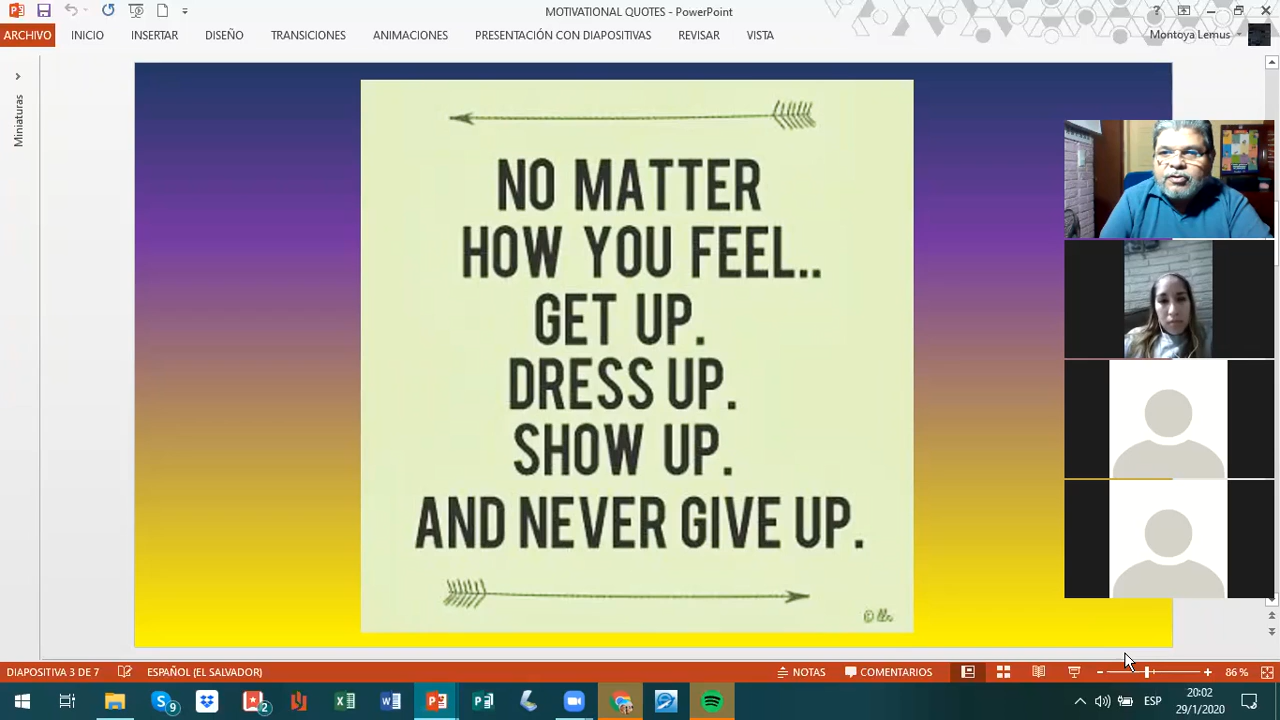 MOTIVATIONAL QUOTES - PowerPoint
ARCHIVO INICIO INSERTAR DISEÑO TRANSICIONES ANIMACIONES PRESENTACIÓN CON DIAPOSITIVAS REVISAR VISTA Montoya Lemus
Miniaturas
NO MATTER
HOW YOU FEEL..
GET UP.
DRESS UP.
SHOW UP.
AND NEVER GIVE UP.
DIAPOSITIVA 3 DE 7 ESPAÑOL (EL SALVADOR) NOTAS COMENTARIOS 86 %
9 2 ESP 20:02
29/1/2020